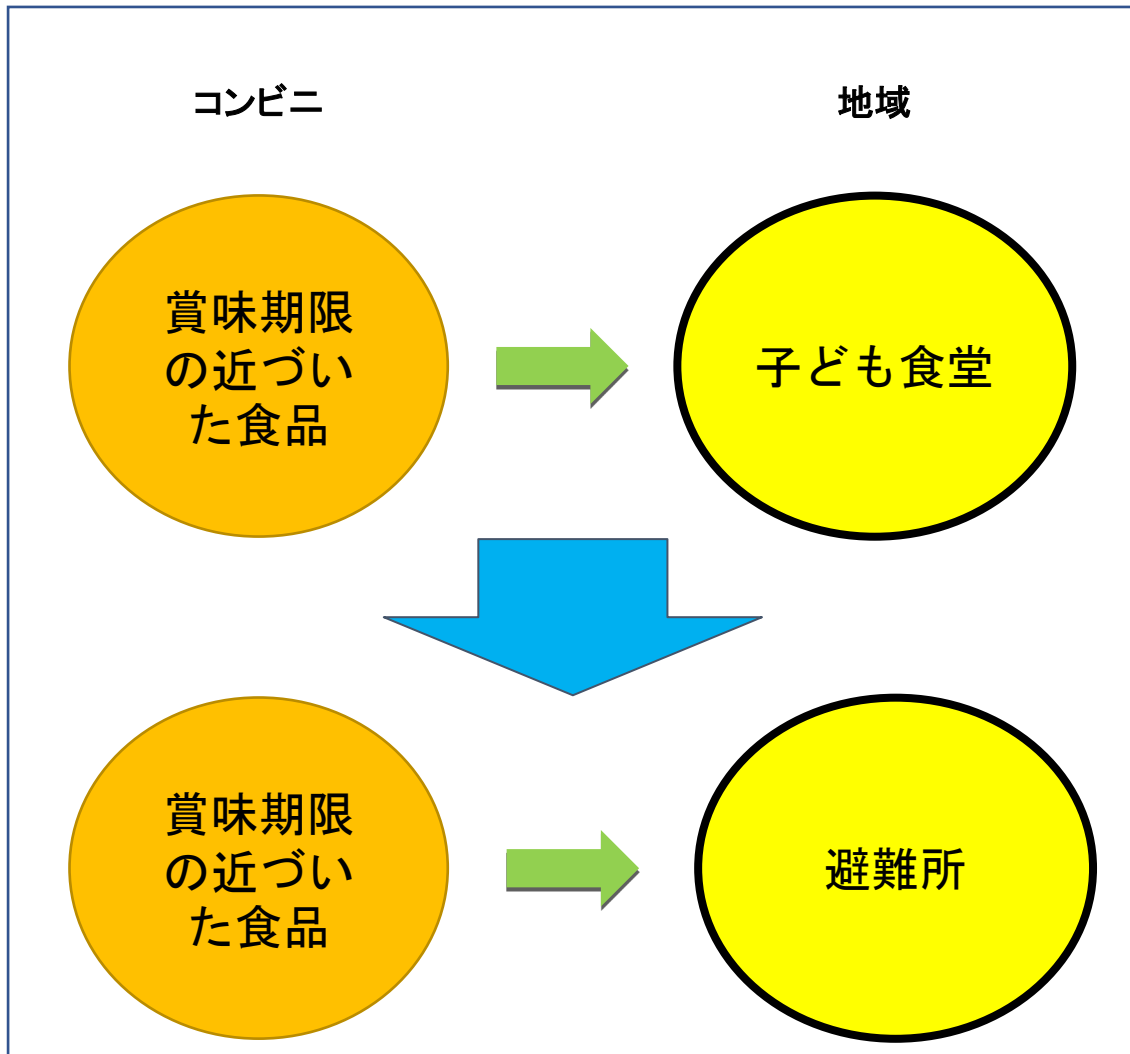 コンビニ
地域
賞味期限
の近づい
た食品
子ども食堂
賞味期限
の近づい
た食品
避難所